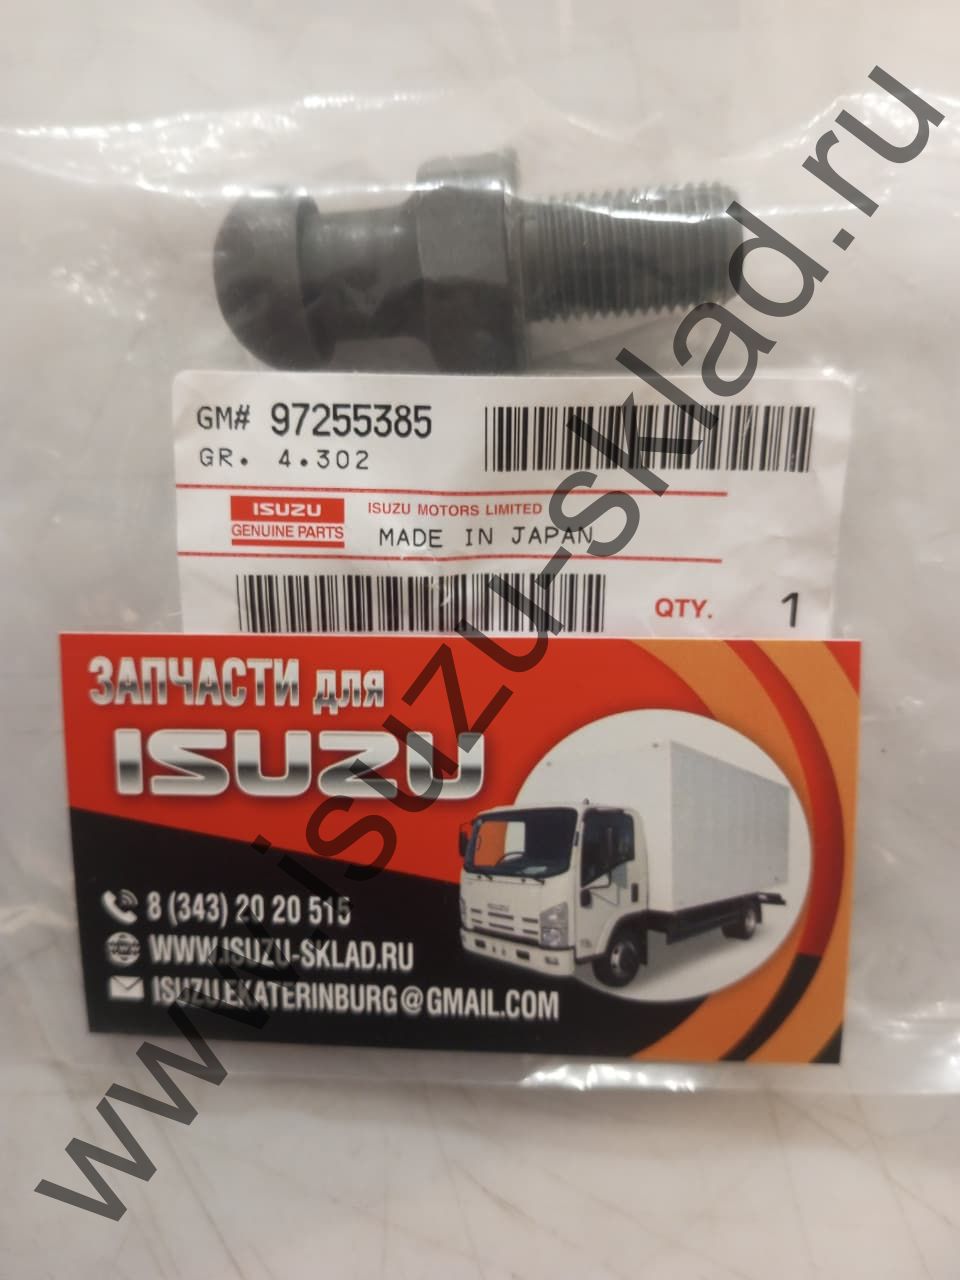 GM# 97255385
GR. 4.302
ISUZU
GENUINE PARTS
ISUZU MOTORS LIMITED
MADE IN JAPAN
QTY. 1
ЗАПЧАСТИ для
ISUZU
8 (343) 20 20 515
WWW.ISUZU-SKLAD.RU
ISUZU.EKATERINBURG@GMAIL.COM
www.isuzu-sklad.ru